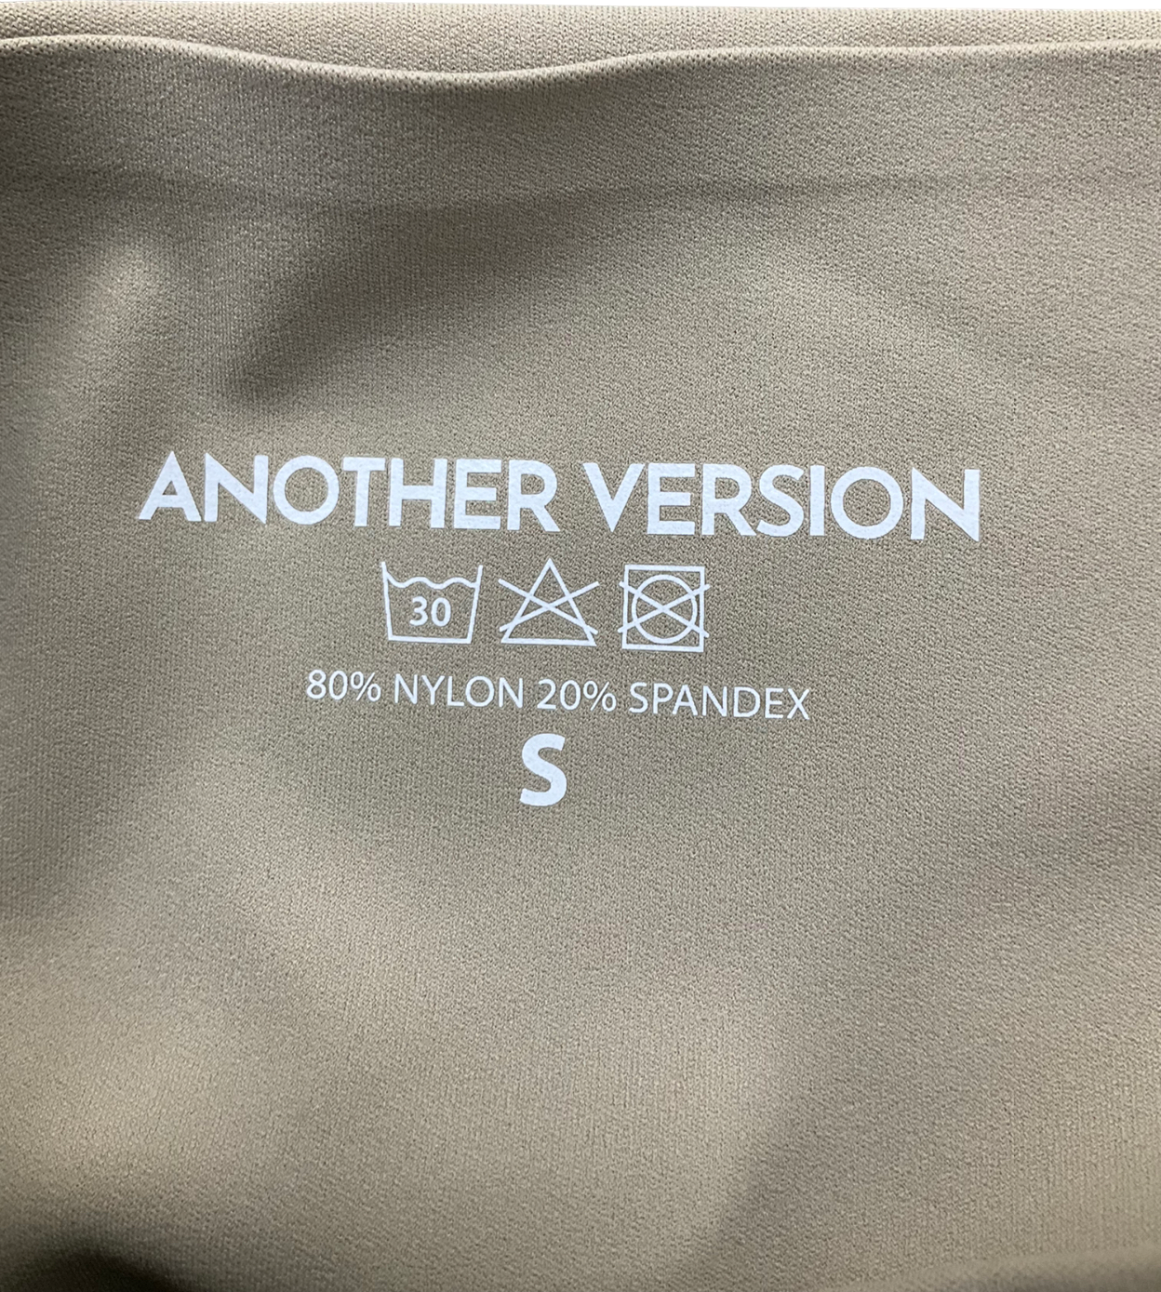 ANOTHER VERSION
30
80% NYLON 20% SPANDEX
S